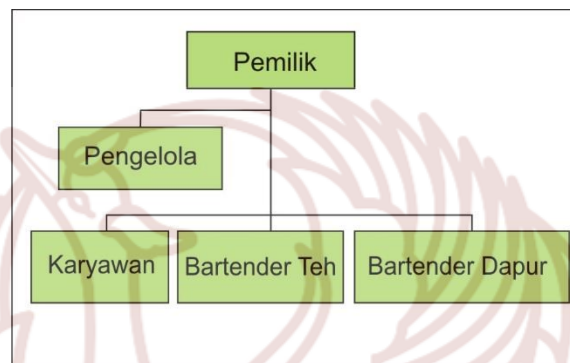 Pemilik
Pengelola
Karyawan
Bartender Teh
Bartender Dapur